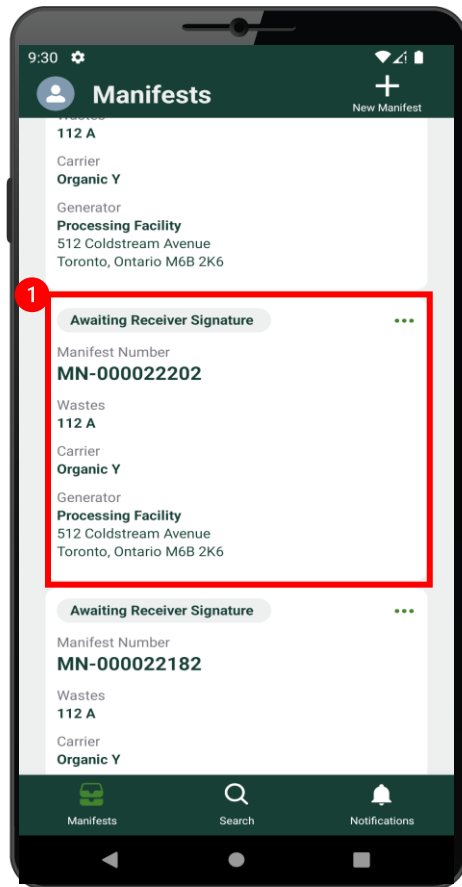 9:30
Manifests
New Manifest
Wastes
112 A
Carrier
Organic Y
Generator
Processing Facility
512 Coldstream Avenue
Toronto, Ontario M6B 2K6
1
Awaiting Receiver Signature
Manifest Number
MN-000022202
Wastes
112 A
Carrier
Organic Y
Generator
Processing Facility
512 Coldstream Avenue
Toronto, Ontario M6B 2K6
Awaiting Receiver Signature
Manifest Number
MN-000022182
Wastes
112 A
Carrier
Organic Y
Manifests
Search
Notifications